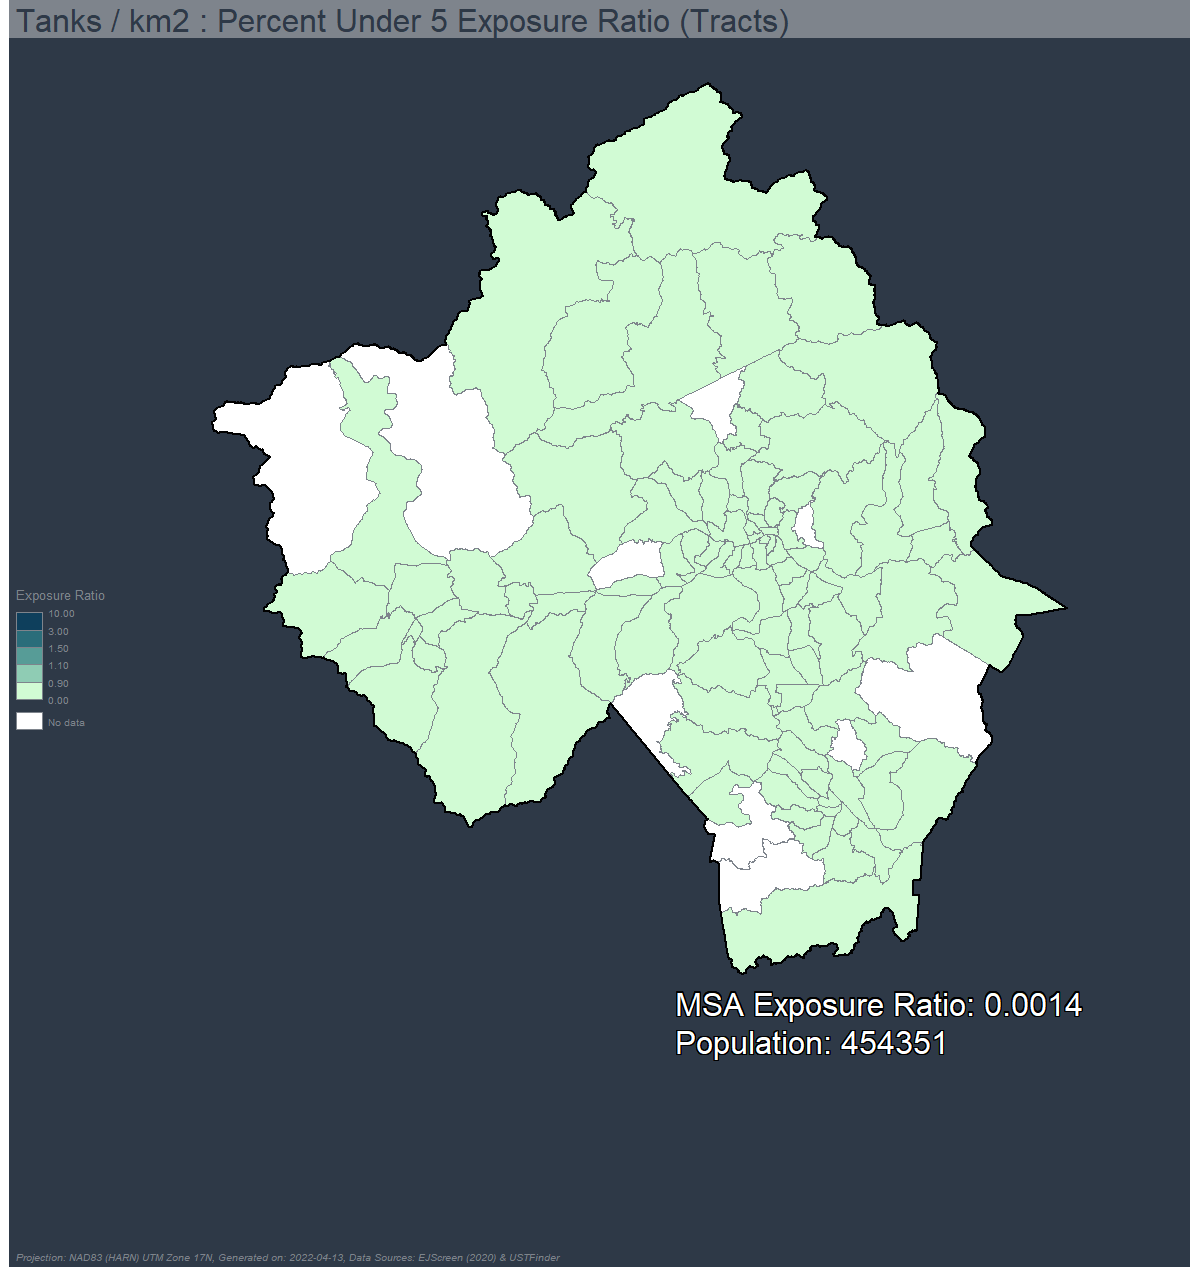 Tanks / km2 : Percent Under 5 Exposure Ratio (Tracts)
Exposure Ratio
10.00
3.00
1.50
1.10
0.90
0.00
No data
MSA Exposure Ratio: 0.0014
Population: 454351
Projection: NAD83 (HARN) UTM Zone 17N, Generated on: 2022-04-13, Data Sources: EJScreen (2020) & USTFinder